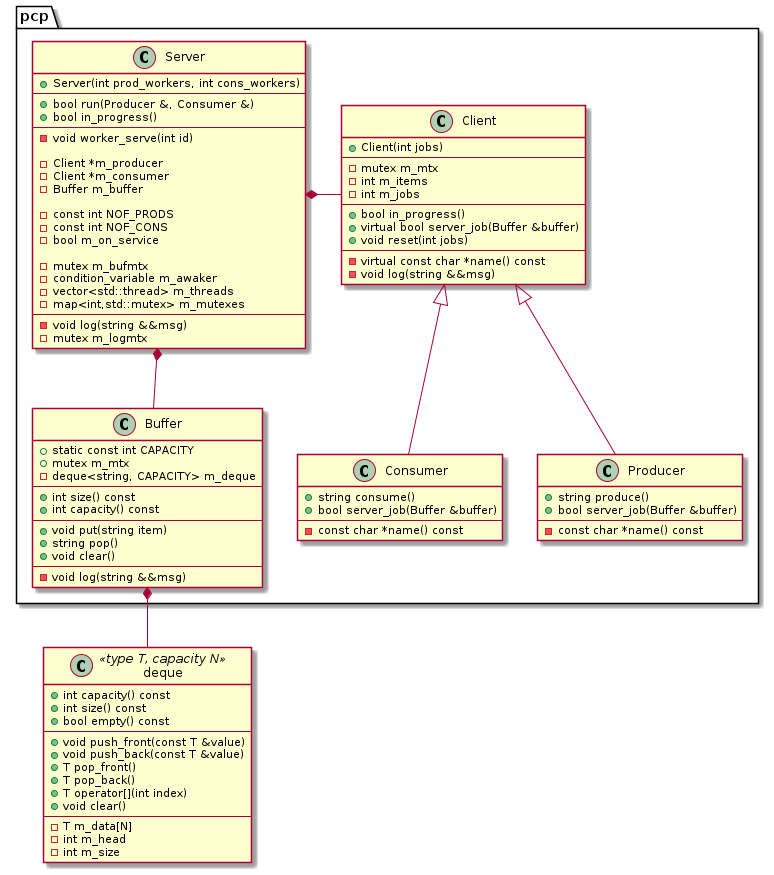 pcp
C Server
Server(int prod_workers, int cons_workers)
bool run(Producer &, Consumer &)
bool in_progress()
void worker_serve(int id)
Client *m_producer
Client *m_consumer
Buffer m_buffer
const int NOF_PRODS
const int NOF_CONS
bool m_on_service
mutex m_bufmtx
condition_variable m_awaker
vector<std::thread> m_threads
map<int,std::mutex> m_mutexes
void log(string &&msg)
mutex m_logmtx
C Client
Client(int jobs)
mutex m_mtx
int m_items
int m_jobs
bool in_progress()
virtual bool server_job(Buffer &buffer)
void reset(int jobs)
virtual const char *name() const
void log(string &&msg)
C Buffer
static const int CAPACITY
mutex m_mtx
deque<string, CAPACITY> m_deque
int size() const
int capacity() const
void put(string item)
string pop()
void clear()
void log(string &&msg)
C Consumer
string consume()
bool server_job(Buffer &buffer)
const char *name() const
C Producer
string produce()
bool server_job(Buffer &buffer)
const char *name() const
C «type T, capacity N»
deque
int capacity() const
int size() const
bool empty() const
void push_front(const T &value)
void push_back(const T &value)
T pop_front()
T pop_back()
T operator[](int index)
void clear()
T m_data[N]
int m_head
int m_size